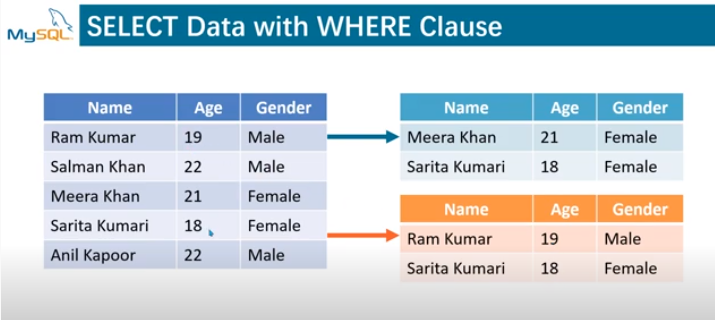 MySQL
SELECT Data with WHERE Clause
Name Age Gender
Ram Kumar 19 Male
Salman Khan 22 Male
Meera Khan 21 Female
Sarita Kumari 18 Female
Anil Kapoor 22 Male
Name Age Gender
Meera Khan 21 Female
Sarita Kumari 18 Female
Name Age Gender
Ram Kumar 19 Male
Sarita Kumari 18 Female